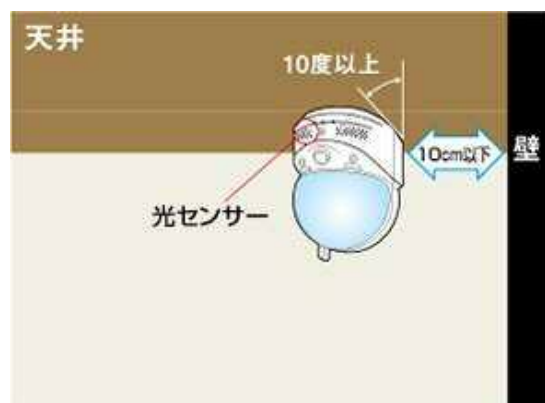 天井
10度以上
10cm以下
壁
光センサー